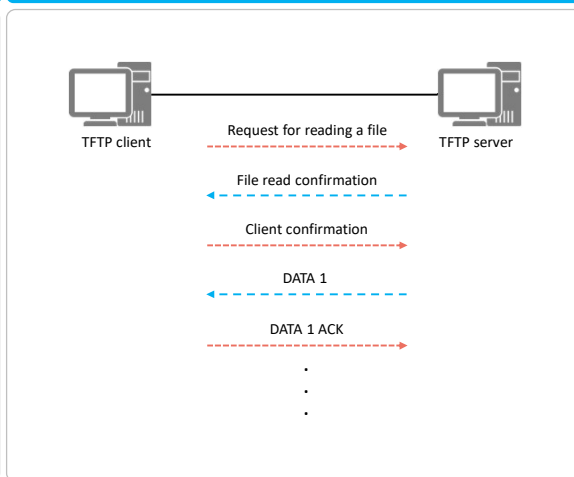 TFTP client
TFTP server
Request for reading a file
File read confirmation
Client confirmation
DATA 1
DATA 1 ACK
.
.
.